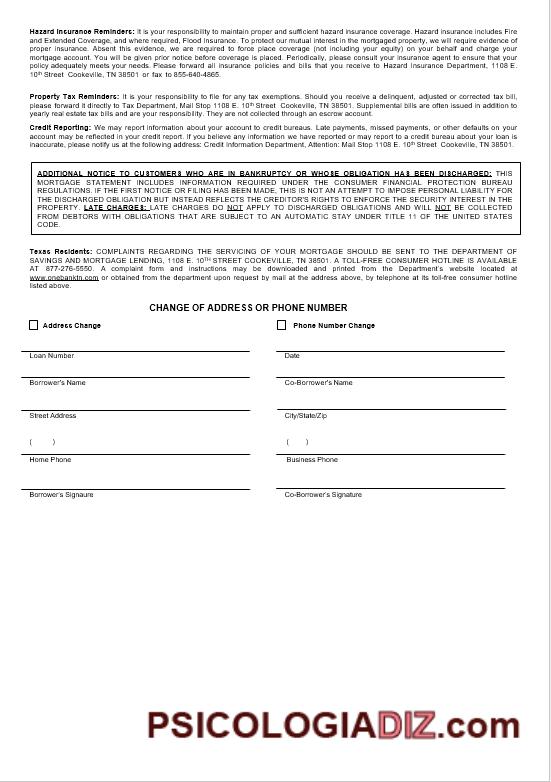 Hazard Insurance Reminders: It is your responsibility to maintain proper and sufficient hazard insurance coverage. Hazard insurance includes Fire
and Extended Coverage, and where required, Flood Insurance. To protect our mutual interest in the mortgaged property, we will require evidence of
proper insurance. Absent this evidence, we are required to force place coverage (not including your equity) on your behalf and charge your
mortgage account. You will be given prior notice before coverage is placed. Periodically, please consult your insurance agent to ensure that your
policy adequately meets your needs. Please forward all insurance policies and bills that you receive to Hazard Insurance Department, 1108 E.
10th Street Cookeville, TN 38501 or fax to 855-640-4865.
Property Tax Reminders: It is your responsibility to file for any tax exemptions. Should you receive a delinquent, adjusted or corrected tax bill,
please forward it directly to Tax Department, Mail Stop 1108 E. 10th Street Cookeville, TN 38501. Supplemental bills are often issued in addition to
yearly real estate tax bills and are your responsibility. They are not collected through an escrow account.
Credit Reporting: We may report information about your account to credit bureaus. Late payments, missed payments, or other defaults on your
account may be reflected in your credit report. If you believe any information we have reported or may report to a credit bureau about your loan is
inaccurate, please notify us at the following address: Credit Information Department, Attention: Mail Stop 1108 E. 10th Street Cookeville, TN 38501.
ADDITIONAL NOTICE TO CUSTOMERS WHO ARE IN BANKRUPTCY OR WHOSE OBLIGATION HAS BEEN DISCHARGED: THIS
MORTGAGE STATEMENT INCLUDES INFORMATION REQUIRED UNDER THE CONSUMER FINANCIAL PROTECTION BUREAU
REGULATIONS. IF THE FIRST NOTICE OR FILING HAS BEEN MADE, THIS IS NOT AN ATTEMPT TO IMPOSE PERSONAL LIABILITY FOR
THE DISCHARGED OBLIGATION BUT INSTEAD REFLECTS THE CREDITOR'S RIGHTS TO ENFORCE THE SECURITY INTEREST IN THE
PROPERTY. LATE CHARGES: LATE CHARGES DO NOT APPLY TO DISCHARGED OBLIGATIONS AND WILL NOT BE COLLECTED
FROM DEBTORS WITH OBLIGATIONS THAT ARE SUBJECT TO AN AUTOMATIC STAY UNDER TITLE 11 OF THE UNITED STATES
CODE.
Texas Residents: COMPLAINTS REGARDING THE SERVICING OF YOUR MORTGAGE SHOULD BE SENT TO THE DEPARTMENT OF
SAVINGS AND MORTGAGE LENDING, 1108 E. 10TH STREET COOKEVILLE, TN 38501. A TOLL-FREE CONSUMER HOTLINE IS AVAILABLE
AT 877-276-5550. A complaint form and instructions may be downloaded and printed from the Department's website located at
www.onebanktn.com or obtained from the department upon request by mail at the address above, by telephone at its toll-free consumer hotline
listed above.
CHANGE OF ADDRESS OR PHONE NUMBER
Address Change Phone Number Change
Loan Number Date
Borrower's Name Co-Borrower's Name
Street Address City/State/Zip
( ) ( )
Home Phone Business Phone
Borrower's Signaure Co-Borrower's Signature
PSICOLOGIADIZ.com